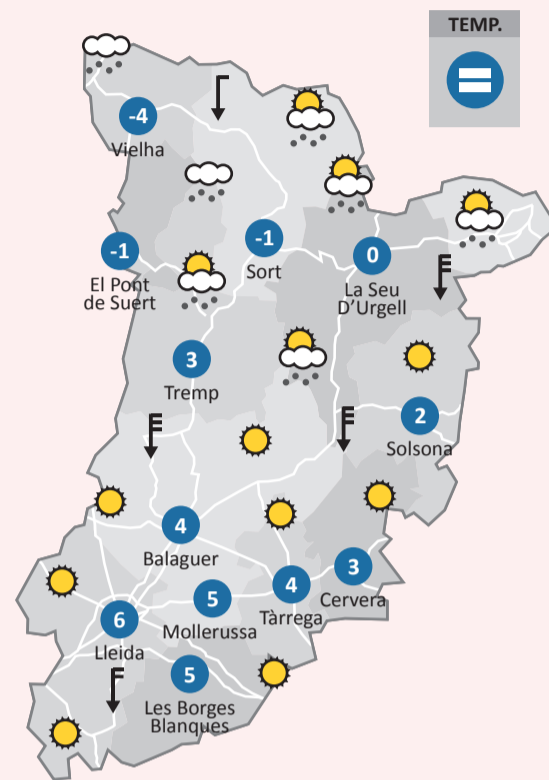 TEMP.
-4
Vielha
-1
El Pont
de Suert
-1
Sort
0
La Seu
D'Urgell
3
Tremp
2
Solsona
4
Balaguer
3
Cervera
4
Tàrrega
5
Mollerussa
6
Lleida
5
Les Borges
Blanques